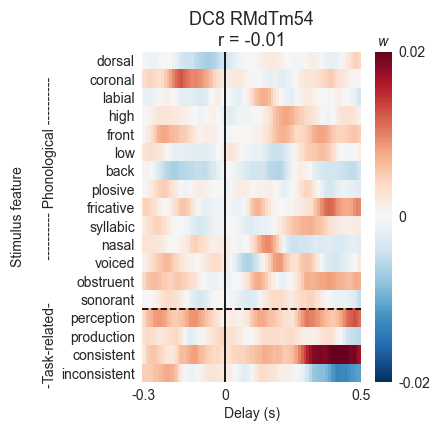 DC8 RMdTm54
r = -0.01
w
dorsal
coronal
labial
high
front
low
back
plosive
fricative
syllabic
nasal
voiced
obstruent
sonorant
perception
production
consistent
inconsistent
Stimulus feature
-Task-related- ---------- Phonological ----------
-0.3 0 0.5
Delay (s)
0.02
0
-0.02